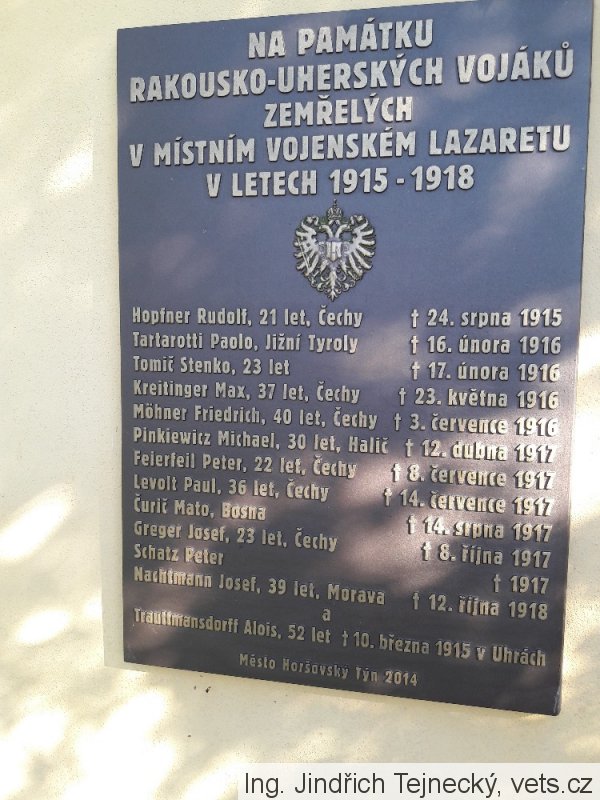 NA PAMÁTKU
RAKOUSKO-UHERSKÝCH VOJÁKŮ
ZEMŘELÝCH
V MÍSTNÍM VOJENSKÉM LAZARETU
V LETECH 1915 - 1918
Hopfner Rudolf, 21 let, Čechy † 24. srpna 1915
Tartarotti Paolo, Jižní Tyroly † 16. února 1916
Tomič Stenko, 23 let † 17. února 1916
Kreitinger Max, 37 let, Čechy † 23. května 1916
Möhner Friedrich, 40 let, Čechy † 3. července 1916
Pinkiewicz Michael, 30 let, Halič † 12. dubna 1917
Feierfeil Peter, 22 let, Čechy † 8. července 1917
Levolt Paul, 36 let, Čechy † 14. července 1917
Čurič Mato, Bosna † 14. srpna 1917
Greger Josef, 23 let, Čechy † 8. října 1917
Schatz Peter † 1917
Nachtmann Josef, 39 let, Morava † 12. října 1918
a
Trauttmansdorff Alois, 52 let † 10. března 1915 v Uhrách
Město Horšovský Týn 2014
Ing. Jindřich Tejnecký, vets.cz